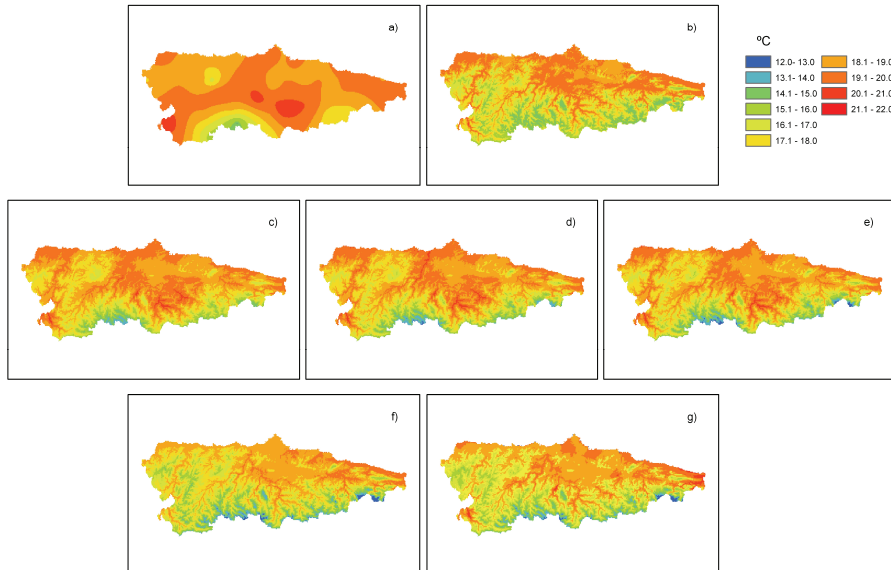 a)
b)
ºC
12.0- 13.0
13.1- 14.0
14.1 - 15.0
15.1 - 16.0
16.1 - 17.0
17.1 - 18.0
18.1 - 19.0
19.1 - 20.0
20.1 - 21.0
21.1 - 22.0
c)
d)
e)
f)
g)